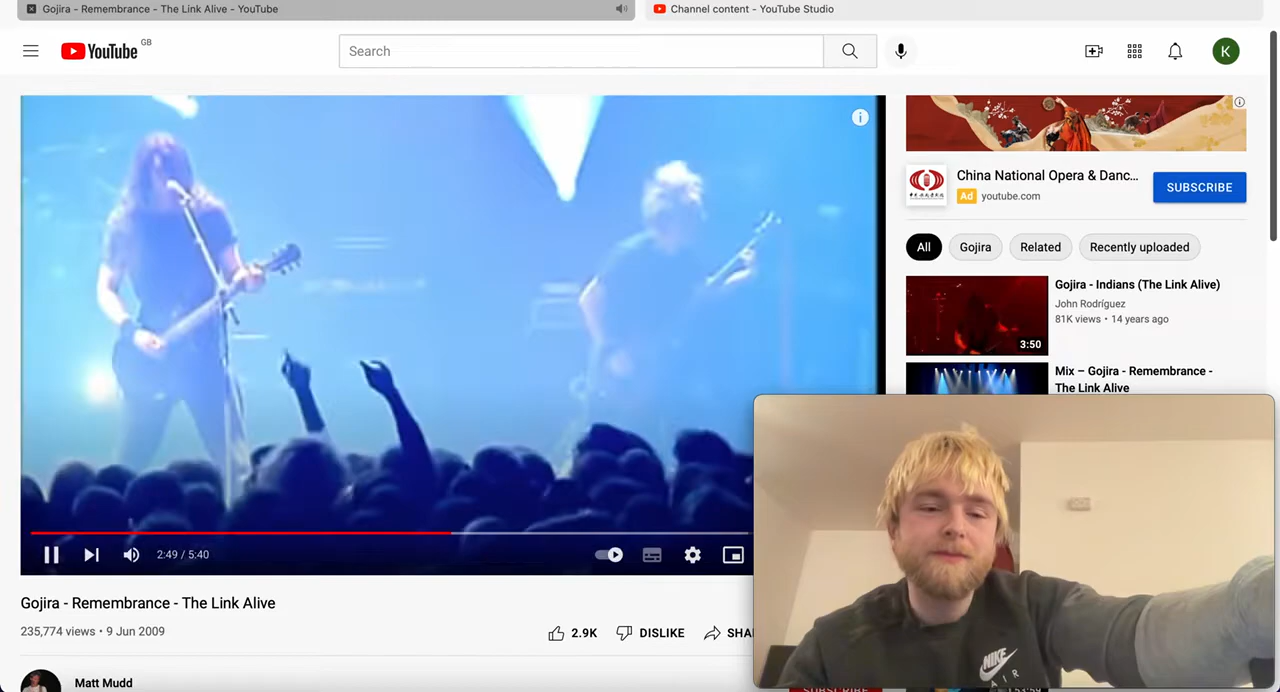 Gojira - Remembrance - The Link Alive - YouTube
Channel content - YouTube Studio
YouTube GB
Search
K
China National Opera & Danc...
Ad youtube.com
SUBSCRIBE
All
Gojira
Related
Recently uploaded
Gojira - Indians (The Link Alive)
John Rodríguez
81K views • 14 years ago
3:50
Mix – Gojira - Remembrance -
The Link Alive
2:49 / 5:40
Gojira - Remembrance - The Link Alive
235,774 views • 9 Jun 2009
2.9K
DISLIKE
SHA
Matt Mudd
NIKE
AIR